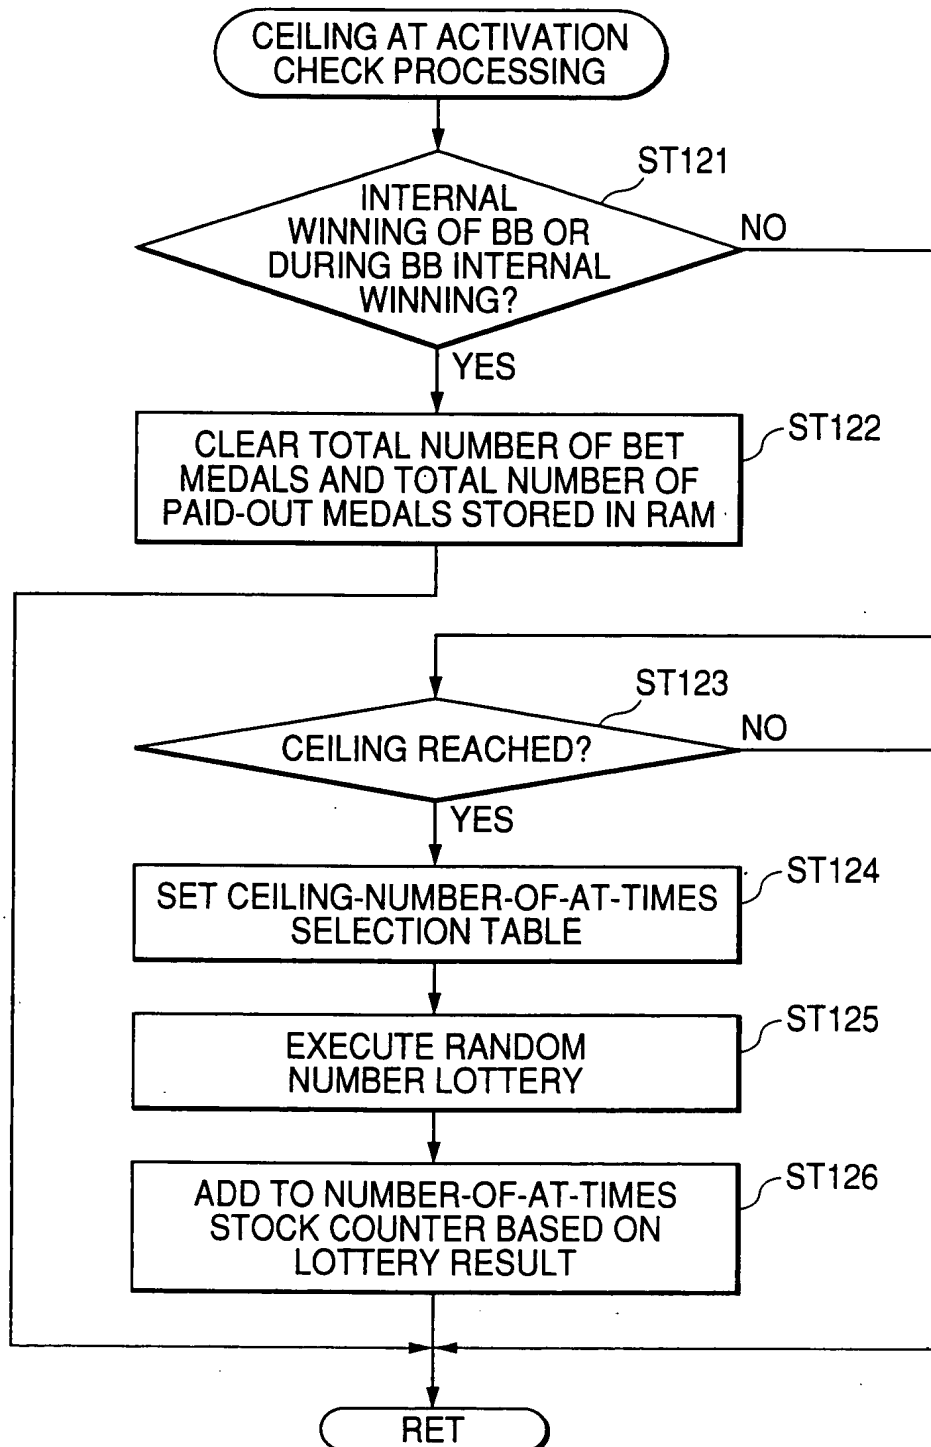 CEILING AT ACTIVATION
CHECK PROCESSING
ST121
INTERNAL
WINNING OF BB OR
DURING BB INTERNAL
WINNING?
NO
YES
ST122
CLEAR TOTAL NUMBER OF BET
MEDALS AND TOTAL NUMBER OF
PAID-OUT MEDALS STORED IN RAM
ST123
CEILING REACHED?
NO
YES
ST124
SET CEILING-NUMBER-OF-AT-TIMES
SELECTION TABLE
ST125
EXECUTE RANDOM
NUMBER LOTTERY
ST126
ADD TO NUMBER-OF-AT-TIMES
STOCK COUNTER BASED ON
LOTTERY RESULT
RET